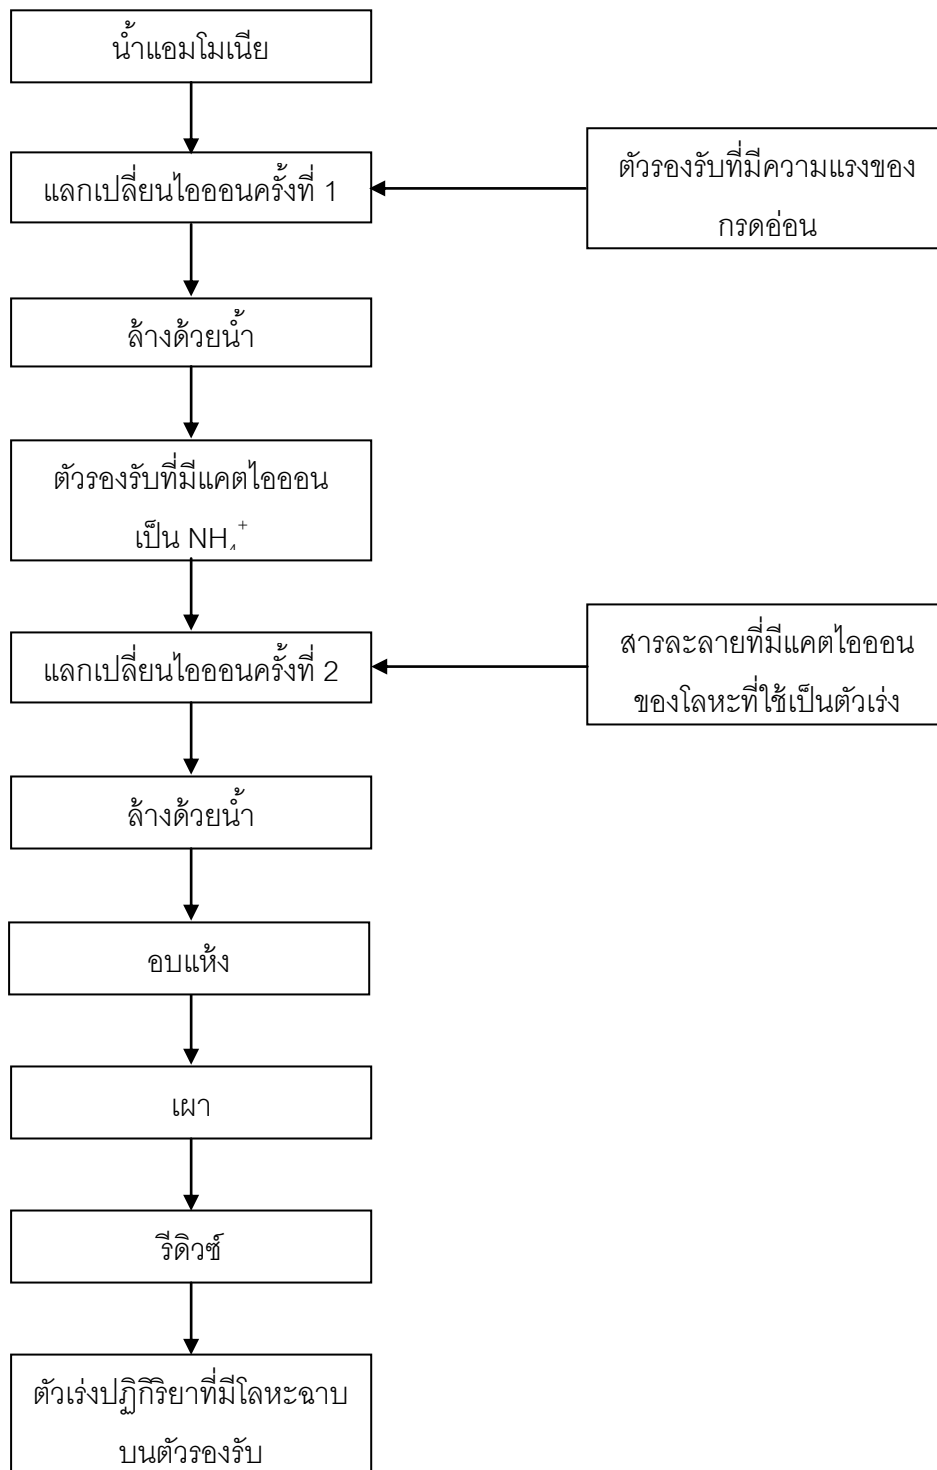 น้ำแอมโมเนีย
แลกเปลี่ยนไอออนครั้งที่ 1
ตัวรองรับที่มีความแรงของ
กรดอ่อน
ล้างด้วยน้ำ
ตัวรองรับที่มีแคตไอออน
เป็น NH₄⁺
แลกเปลี่ยนไอออนครั้งที่ 2
สารละลายที่มีแคตไอออน
ของโลหะที่ใช้เป็นตัวเร่ง
ล้างด้วยน้ำ
อบแห้ง
เผา
รีดิวซ์
ตัวเร่งปฏิกิริยาที่มีโลหะฉาบ
บนตัวรองรับ